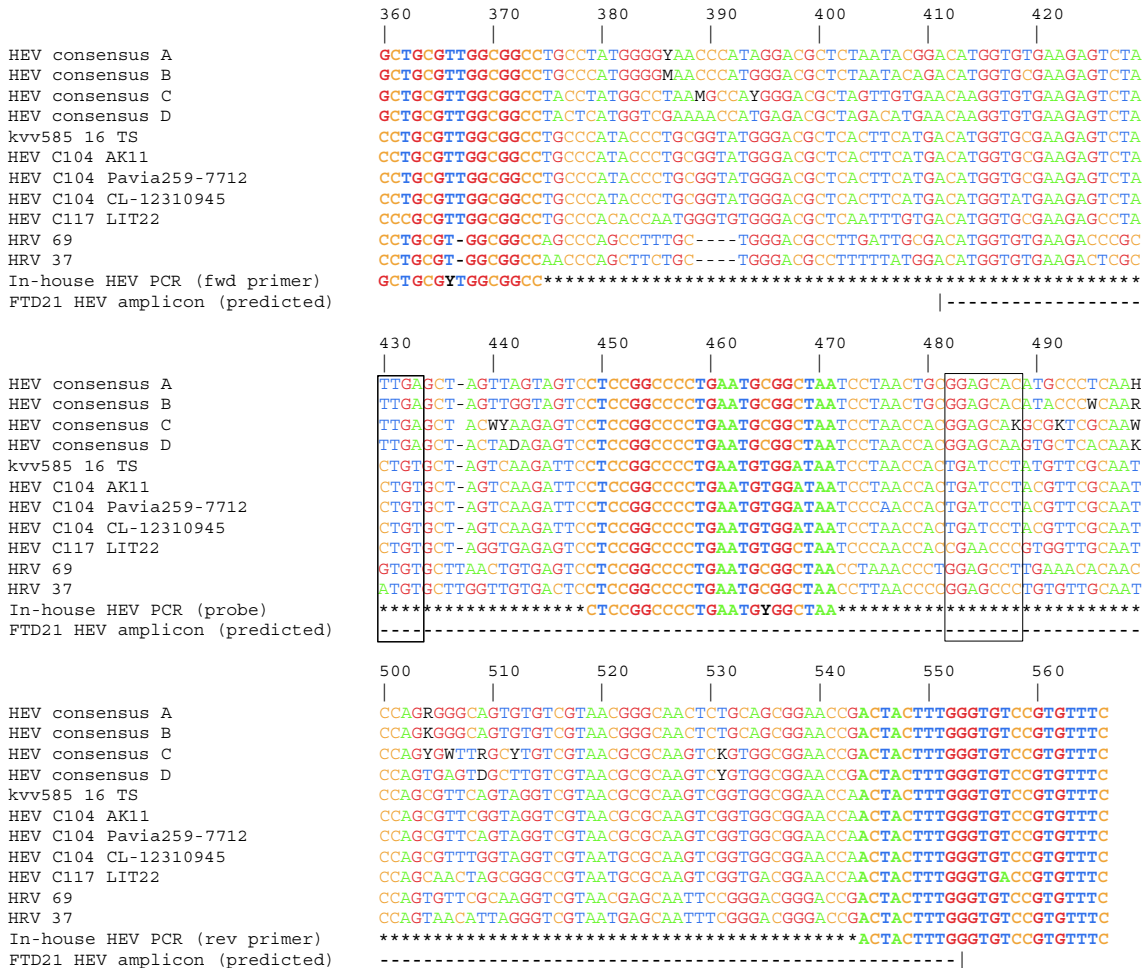 360 370 380 390 400 410 420
| | | | | | |
HEV consensus A GCTGCGTTGGCGGCCTGCCTATGGGGYAACCCATAGGACGCTCTAATACGGACATGGTGTGAAGAGTCTA
HEV consensus B GCTGCGTTGGCGGCCTGCCCATGGGGMAACCCATGGGACGCTCTAATACAGACATGGTGCGAAGAGTCTA
HEV consensus C GCTGCGTTGGCGGCCTACCTATGGCCTAAMGCCAYGGGACGCTAGTTGTGAACAAGGTGTGAAGAGTCTA
HEV consensus D GCTGCGTTGGCGGCCTACTCATGGTCGAAAACCATGAGACGCTAGACATGAACAAGGTGTGAAGAGTCTA
kvv585 16 TS CCTGCGTTGGCGGCCTGCCCATACCCTGCGGTATGGGACGCTCACTTCATGACATGGTGCGAAGAGTCTA
HEV C104 AK11 CCTGCGTTGGCGGCCTGCCCATACCCTGCGGTATGGGACGCTCACTTCATGACATGGTGCGAAGAGTCTA
HEV C104 Pavia259-7712 CCTGCGTTGGCGGCCTGCCCATACCCTGCGGTATGGGACGCTCACTTCATGACATGGTGCGAAGAGTCTA
HEV C104 CL-12310945 CCTGCGTTGGCGGCCTGCCCATACCCTGCGGTATGGGACGCTCACTTCATGACATGGTATGAAGAGTCTA
HEV C117 LIT22 CCCGCGTTGGCGGCCTGCCCACACCAATGGGTGTGGGACGCTCAATTTGTGACATGGTGCGAAGAGCCTA
HRV 69 CCTGCGT-GGCGGCCAGCCCAGCCTTTGC----TGGGACGCCTTGATTGCGACATGGTGTGAAGACCCGC
HRV 37 CCTGCGT-GGCGGCCAACCCAGCTTCTGC----TGGGACGCCTTTTTATGGACATGGTGTGAAGACTCGC
In-house HEV PCR (fwd primer) GCTGCGYTGGCGGCC*******************************************************
FTD21 HEV amplicon (predicted) |------------------
430 440 450 460 470 480 490
| | | | | | |
HEV consensus A TTGAGCT-AGTTAGTAGTCCTCCGGCCCCTGAATGCGGCTAATCCTAACTGCGGAGCACATGCCCTCAAH
HEV consensus B TTGAGCT-AGTTGGTAGTCCTCCGGCCCCTGAATGCGGCTAATCCTAACTGCGGAGCACATACCCWCAAR
HEV consensus C TTGAGCT-ACWYAAGAGTCCTCCGGCCCCTGAATGCGGCTAATCCTAACCACGGAGCAKGCGKTCGCAAW
HEV consensus D TTGAGCT-ACTADAGAGTCCTCCGGCCCCTGAATGCGGCTAATCCTAACCACGGAGCAAGTGCTCACAAK
kvv585 16 TS CTGTGCT-AGTCAAGATTCCTCCGGCCCCTGAATGTGGATAATCCTAACCACTGATCCTATGTTCGCAAT
HEV C104 AK11 CTGTGCT-AGTCAAGATTCCTCCGGCCCCTGAATGTGGATAATCCTAACCACTGATCCTACGTTCGCAAT
HEV C104 Pavia259-7712 CTGTGCT-AGTCAAGATTCCTCCGGCCCCTGAATGTGGATAATCCCAACCACTGATCCTACGTTCGCAAT
HEV C104 CL-12310945 CTGTGCT-AGTCAAGATTCCTCCGGCCCCTGAATGTGGATAATCCTAACCACTGATCCTACGTTCGCAAT
HEV C117 LIT22 CTGTGCT-AGGTGAGAGTCCTCCGGCCCCTGAATGTGGCTAATCCCAACCACCGAACCCGTGGTTGCAAT
HRV 69 GTGTGCTTAACTGTGAGTCCTCCGGCCCCTGAATGCGGCTAACCTAAACCCTGGAGCCTTGAAACACAAC
HRV 37 ATGTGCTTGGTTGTGACTCCTCCGGCCCCTGAATGCGGCTAACCTTAACCCCGGAGCCCTGTGTTGCAAT
In-house HEV PCR (probe) *******************CTCCGGCCCCTGAATGYGGCTAA****************************
FTD21 HEV amplicon (predicted) ----------------------------------------------------------------------
500 510 520 530 540 550 560
| | | | | | |
HEV consensus A CCAGRGGGCAGTGTGTCGTAACGGGCAACTCTGCAGCGGAACCGACTACTTTGGGTGTCCGTGTTTC
HEV consensus B CCAGKGGGCAGTGTGTCGTAACGGGCAACTCTGCAGCGGAACCGACTACTTTGGGTGTCCGTGTTTC
HEV consensus C CCAGYGWTTRGCYTGTCGTAACGCGCAAGTCKGTGGCGGAACCGACTACTTTGGGTGTCCGTGTTTC
HEV consensus D CCAGTGAGTDGCTTGTCGTAACGCGCAAGTCYGTGGCGGAACCGACTACTTTGGGTGTCCGTGTTTC
kvv585 16 TS CCAGCGTTCAGTAGGTCGTAACGCGCAAGTCGGTGGCGGAACCAACTACTTTGGGTGTCCGTGTTTC
HEV C104 AK11 CCAGCGTTCGGTAGGTCGTAACGCGCAAGTCGGTGGCGGAACCAACTACTTTGGGTGTCCGTGTTTC
HEV C104 Pavia259-7712 CCAGCGTTCAGTAGGTCGTAACGCGCAAGTCGGTGGCGGAACCAACTACTTTGGGTGTCCGTGTTTC
HEV C104 CL-12310945 CCAGCGTTTGGTAGGTCGTAATGCGCAAGTCGGTGGCGGAACCAACTACTTTGGGTGTCCGTGTTTC
HEV C117 LIT22 CCAGCAACTAGCGGGCCGTAACGCGCAAGTCGGTGACGGAACCAACTACTTTGGGTGACCGTGTTTC
HRV 69 CCAGTGTTCGCAAGGTCGTAACGAGCAATTCCGGGACGGGACCGACTACTTTGGGTGTCCGTGTTTC
HRV 37 CCAGTAACATTAGGGTCGTAATGAGCAATTTCGGGACGGGACCGACTACTTTGGGTGTCCGTGTTTC
In-house HEV PCR (rev primer) *******************************************ACTACTTTGGGTGTCCGTGTTTC
FTD21 HEV amplicon (predicted) -----------------------------------------------------|